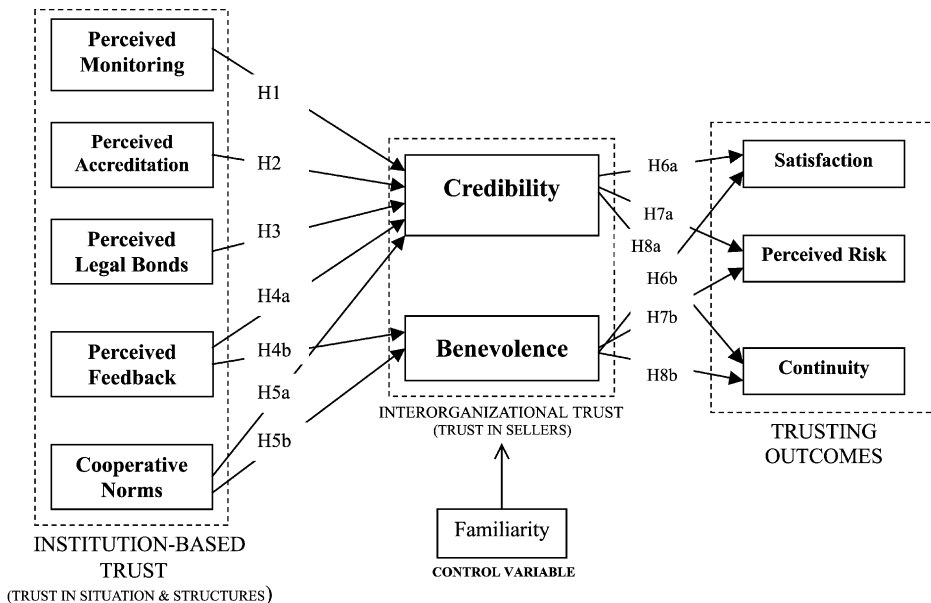 Perceived
Monitoring
H1
Perceived
Accreditation
H2
Perceived
Legal Bonds
H3
Perceived
Feedback
H4a
H4b
Cooperative
Norms
H5a
H5b
INSTITUTION-BASED
TRUST
(TRUST IN SITUATION & STRUCTURES)
Credibility
Benevolence
INTERORGANIZATIONAL TRUST
(TRUST IN SELLERS)
Familiarity
CONTROL VARIABLE
H6a
H7a
H8a
H6b
H7b
H8b
Satisfaction
Perceived Risk
Continuity
TRUSTING
OUTCOMES